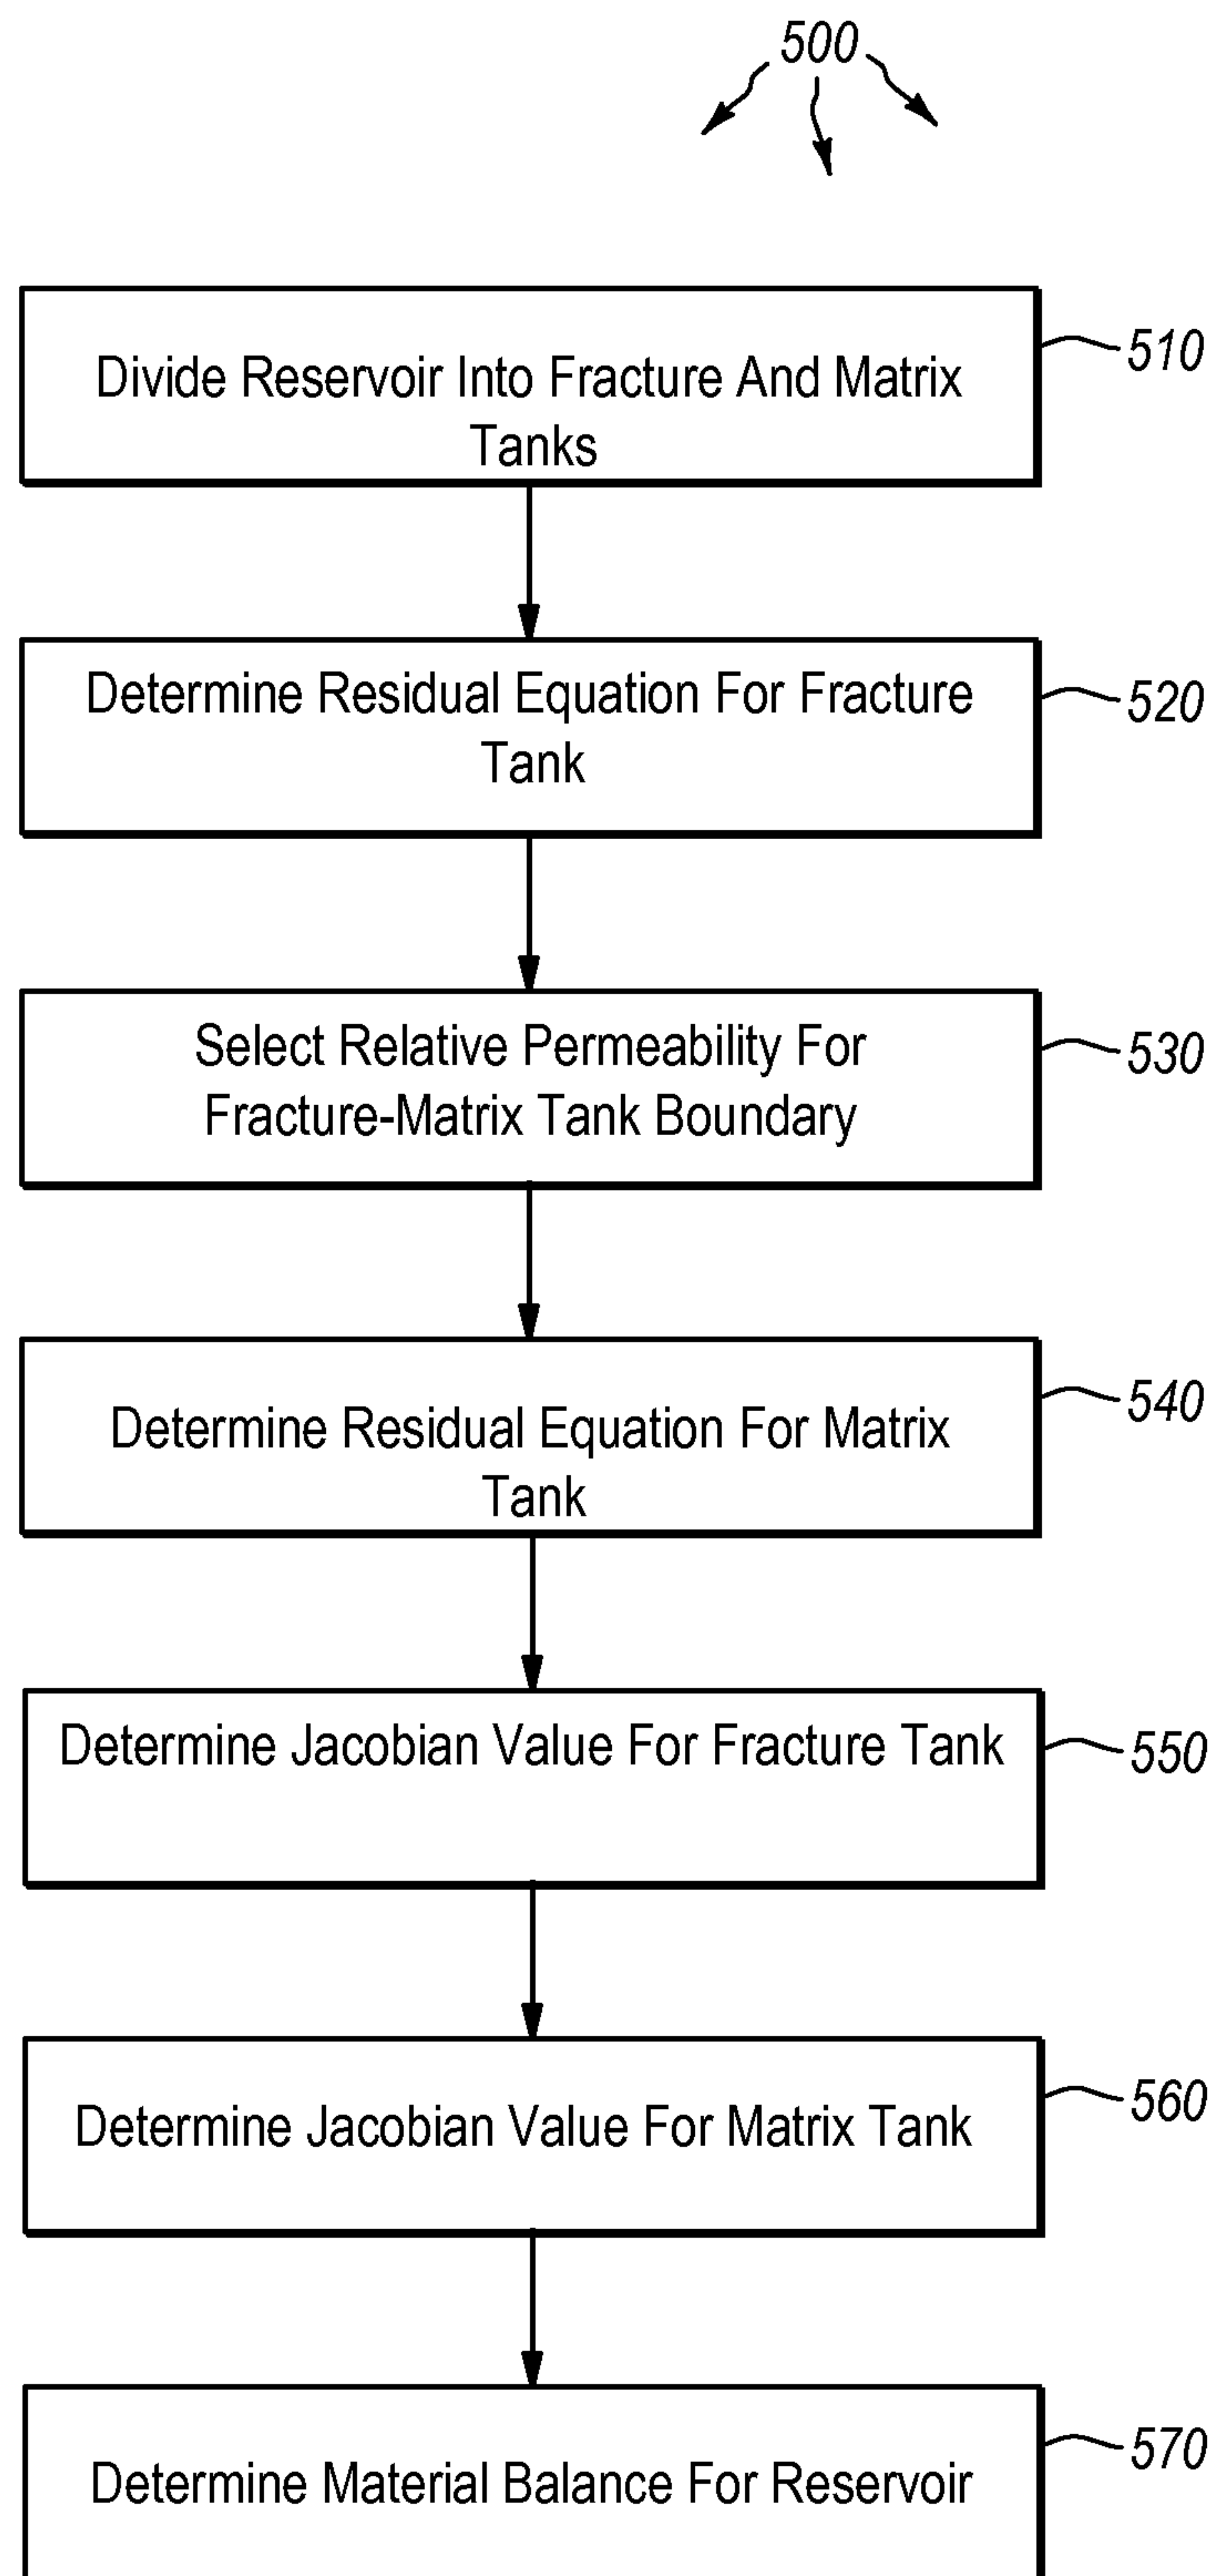 500
Divide Reservoir Into Fracture And Matrix
Tanks
510
Determine Residual Equation For Fracture
Tank
520
Select Relative Permeability For
Fracture-Matrix Tank Boundary
530
Determine Residual Equation For Matrix
Tank
540
Determine Jacobian Value For Fracture Tank
550
Determine Jacobian Value For Matrix Tank
560
Determine Material Balance For Reservoir
570